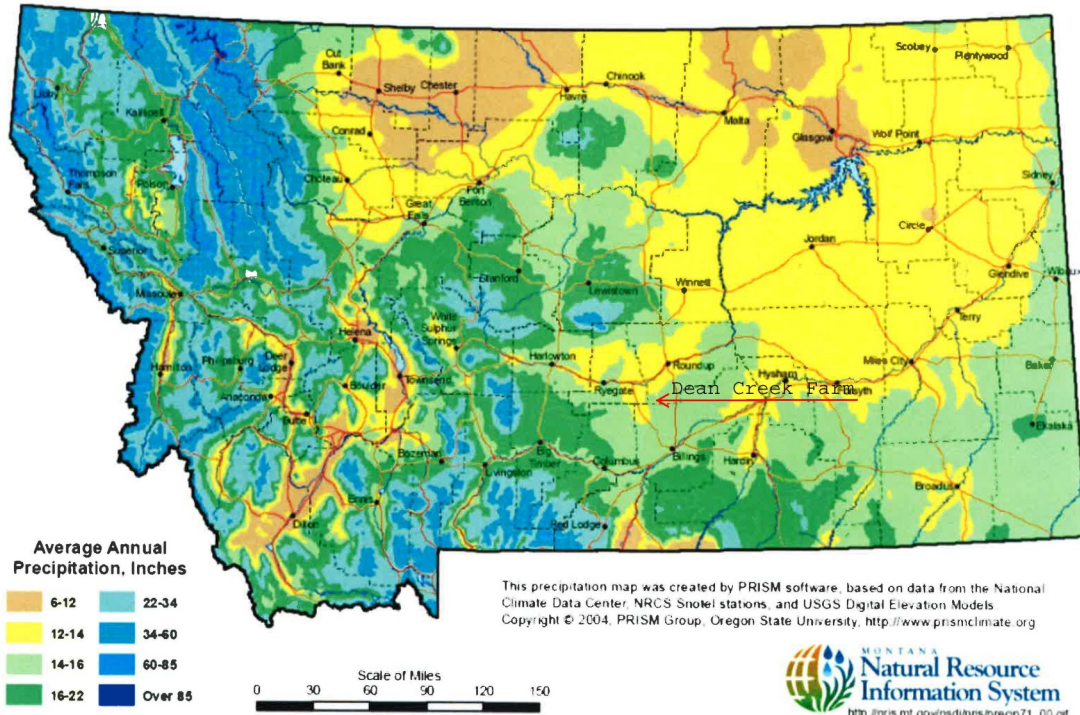 Cut
Bank
Scobey
Plentywood
Libby
Shelby
Chester
Chinook
Havre
Kalispell
Malta
Glasgow
Wolf Point
Conrad
Thompson
Falls
Polson
Choteau
Fort
Benton
Sidney
Great
Falls
Circle
Superior
Jordan
Stanford
Lewistown
Winnett
Glendive
Wibaux
Missoula
Terry
White
Sulphur
Springs
Helena
Harlowton
Roundup
Miles City
Baker
Hamilton
Philipsburg
Deer
Lodge
Boulder
Townsend
Ryegate
Hysham
Forsyth
Dean Creek Farm
Anaconda
Butte
Ekalaka
Bozeman
Big
Timber
Livingston
Columbus
Billings
Hardin
Broadus
Ennis
Dillon
Red Lodge
Average Annual
Precipitation, Inches
6-12 22-34
12-14 34-60
14-16 60-85
16-22 Over 85
This precipitation map was created by PRISM software, based on data from the National
Climate Data Center, NRCS Snotel stations, and USGS Digital Elevation Models.
Copyright © 2004, PRISM Group, Oregon State University, http://www.prismclimate.org
Scale of Miles
0 30 60 90 120 150
MONTANA
Natural Resource
Information System